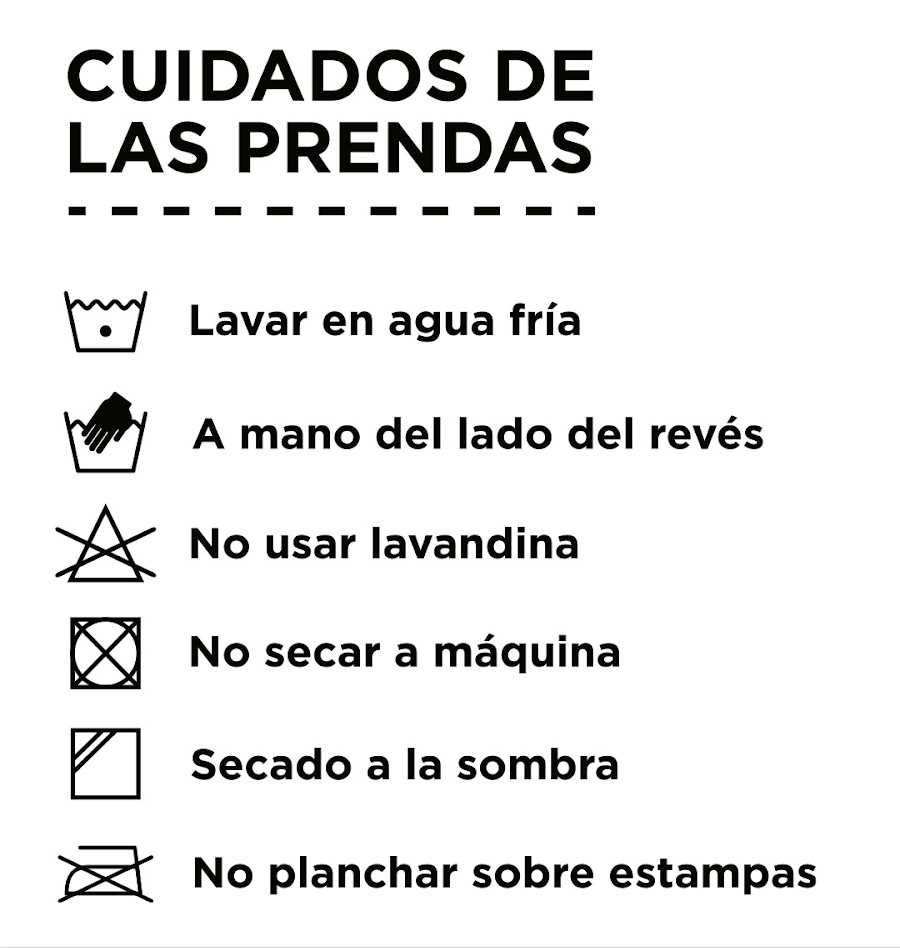 CUIDADOS DE
LAS PRENDAS
Lavar en agua fría
A mano del lado del revés
No usar lavandina
No secar a máquina
Secado a la sombra
No planchar sobre estampas